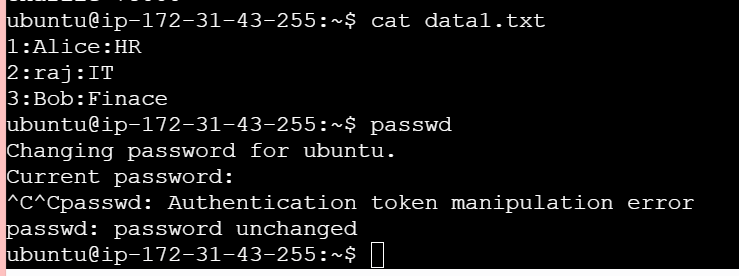 ubuntu@ip-172-31-43-255:~$ cat data1.txt
1:Alice:HR
2:raj:IT
3:Bob:Finace
ubuntu@ip-172-31-43-255:~$ passwd
Changing password for ubuntu.
Current password:
^C^Cpasswd: Authentication token manipulation error
passwd: password unchanged
ubuntu@ip-172-31-43-255:~$